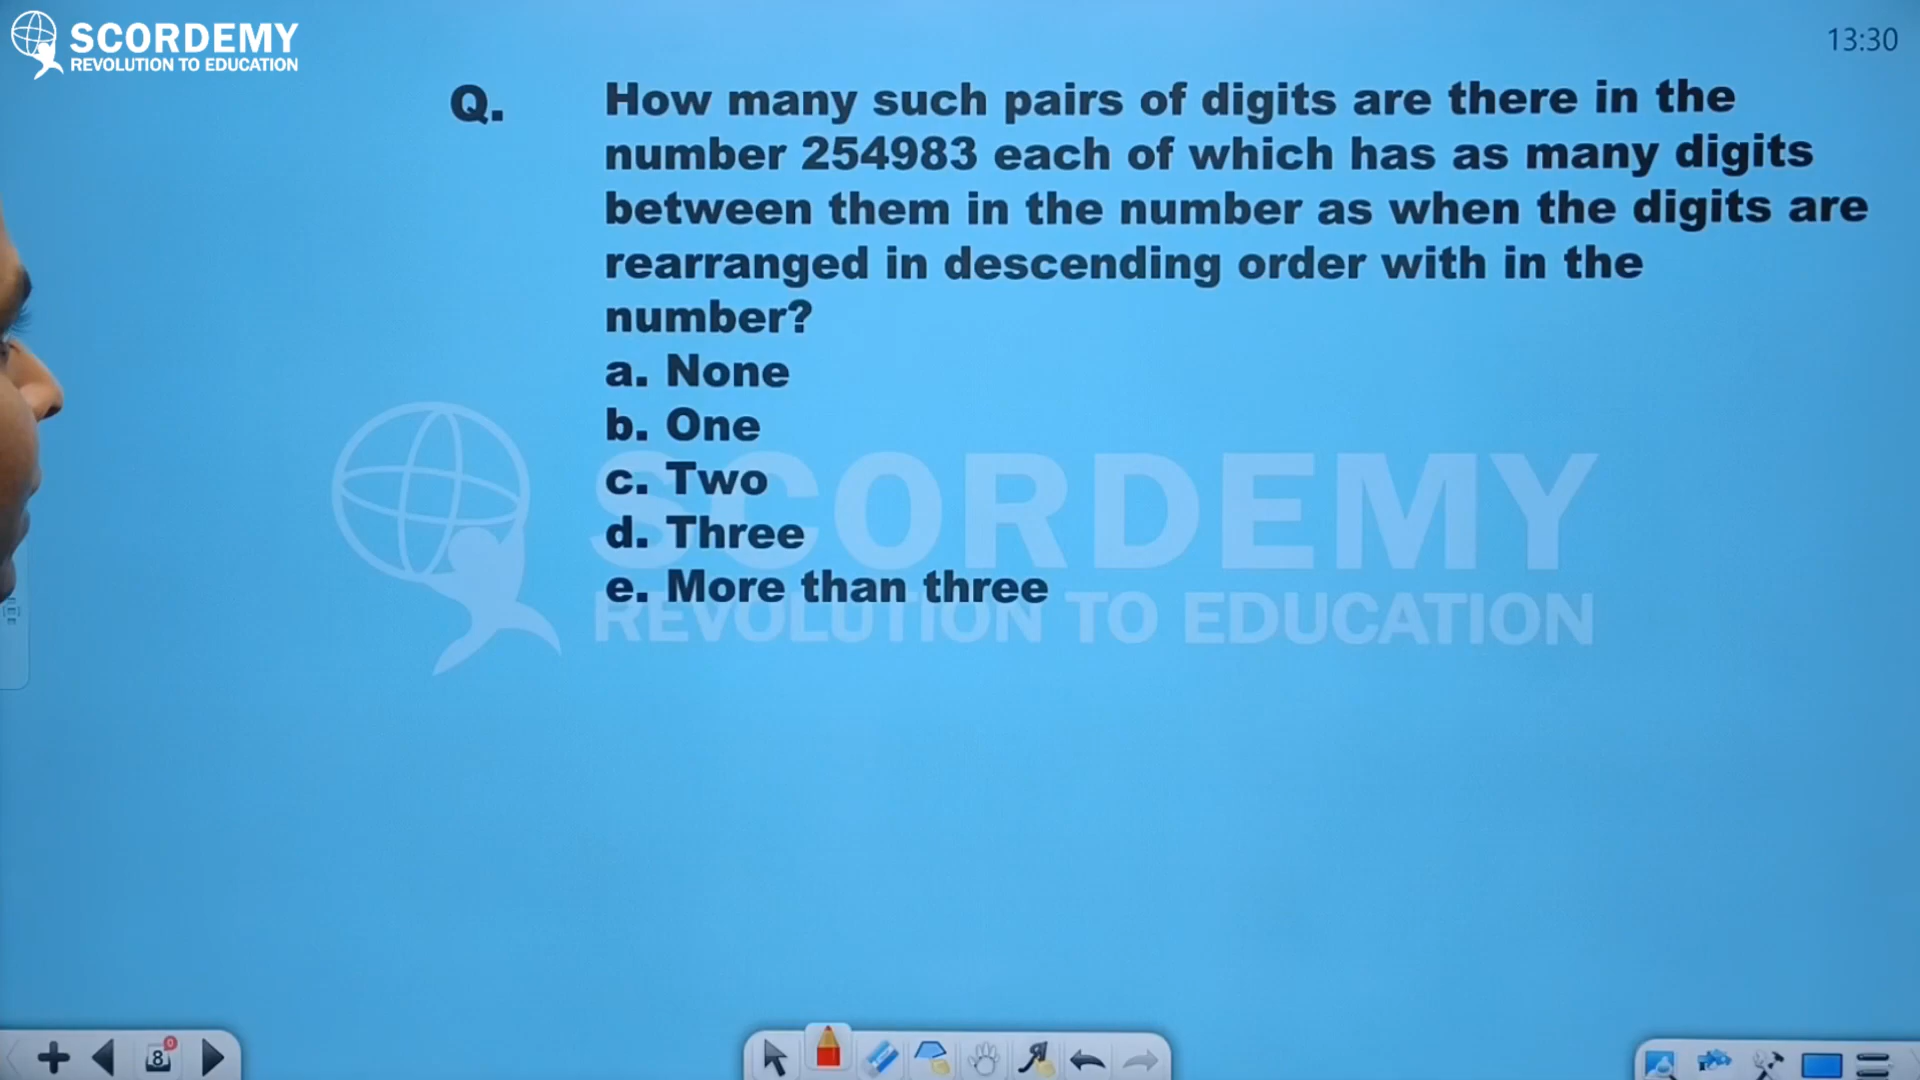 SCORDEMY
REVOLUTION TO EDUCATION
13:30
Q. How many such pairs of digits are there in the
number 254983 each of which has as many digits
between them in the number as when the digits are
rearranged in descending order with in the
number?
a. None
b. One
c. Two
d. Three
e. More than three
SCORDEMY
REVOLUTION TO EDUCATION
8
0